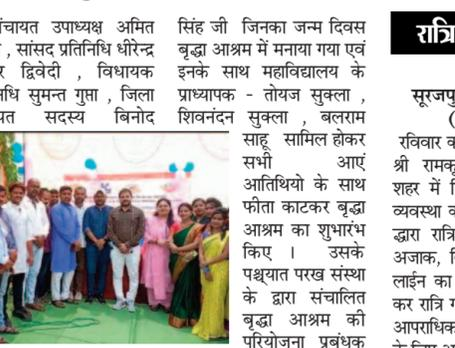 ंचायत उपाध्यक्ष अमित
, सांसद प्रतिनिधि धीरेन्द्र
र द्विवेदी , विधायक
निधि सुमन्त गुप्ता , जिला
यत सदस्य बिनोद
सिंह जी जिनका जन्म दिवस
बृद्धा आश्रम में मनाया गया एवं
इनके साथ महाविद्यालय के
प्राध्यापक - तोयज सुक्ला ,
शिवनंदन सुक्ला , बलराम
साहू सामिल होकर
सभी आएं
आतिथियो के साथ
फीता काटकर बृद्धा
आश्रम का शुभारंभ
किए । उसके
पश्च्यात परख संस्था
के द्वारा संचालित
बृद्धा आश्रम की
परियोजना प्रबंधक
रात्रि
सूरजपु
(
रविवार क
श्री रामकृ
शहर में
व्यवस्था व
द्वारा रात्रि
अजाक,
लाईन का
कर रात्रि ग
आपराधिक